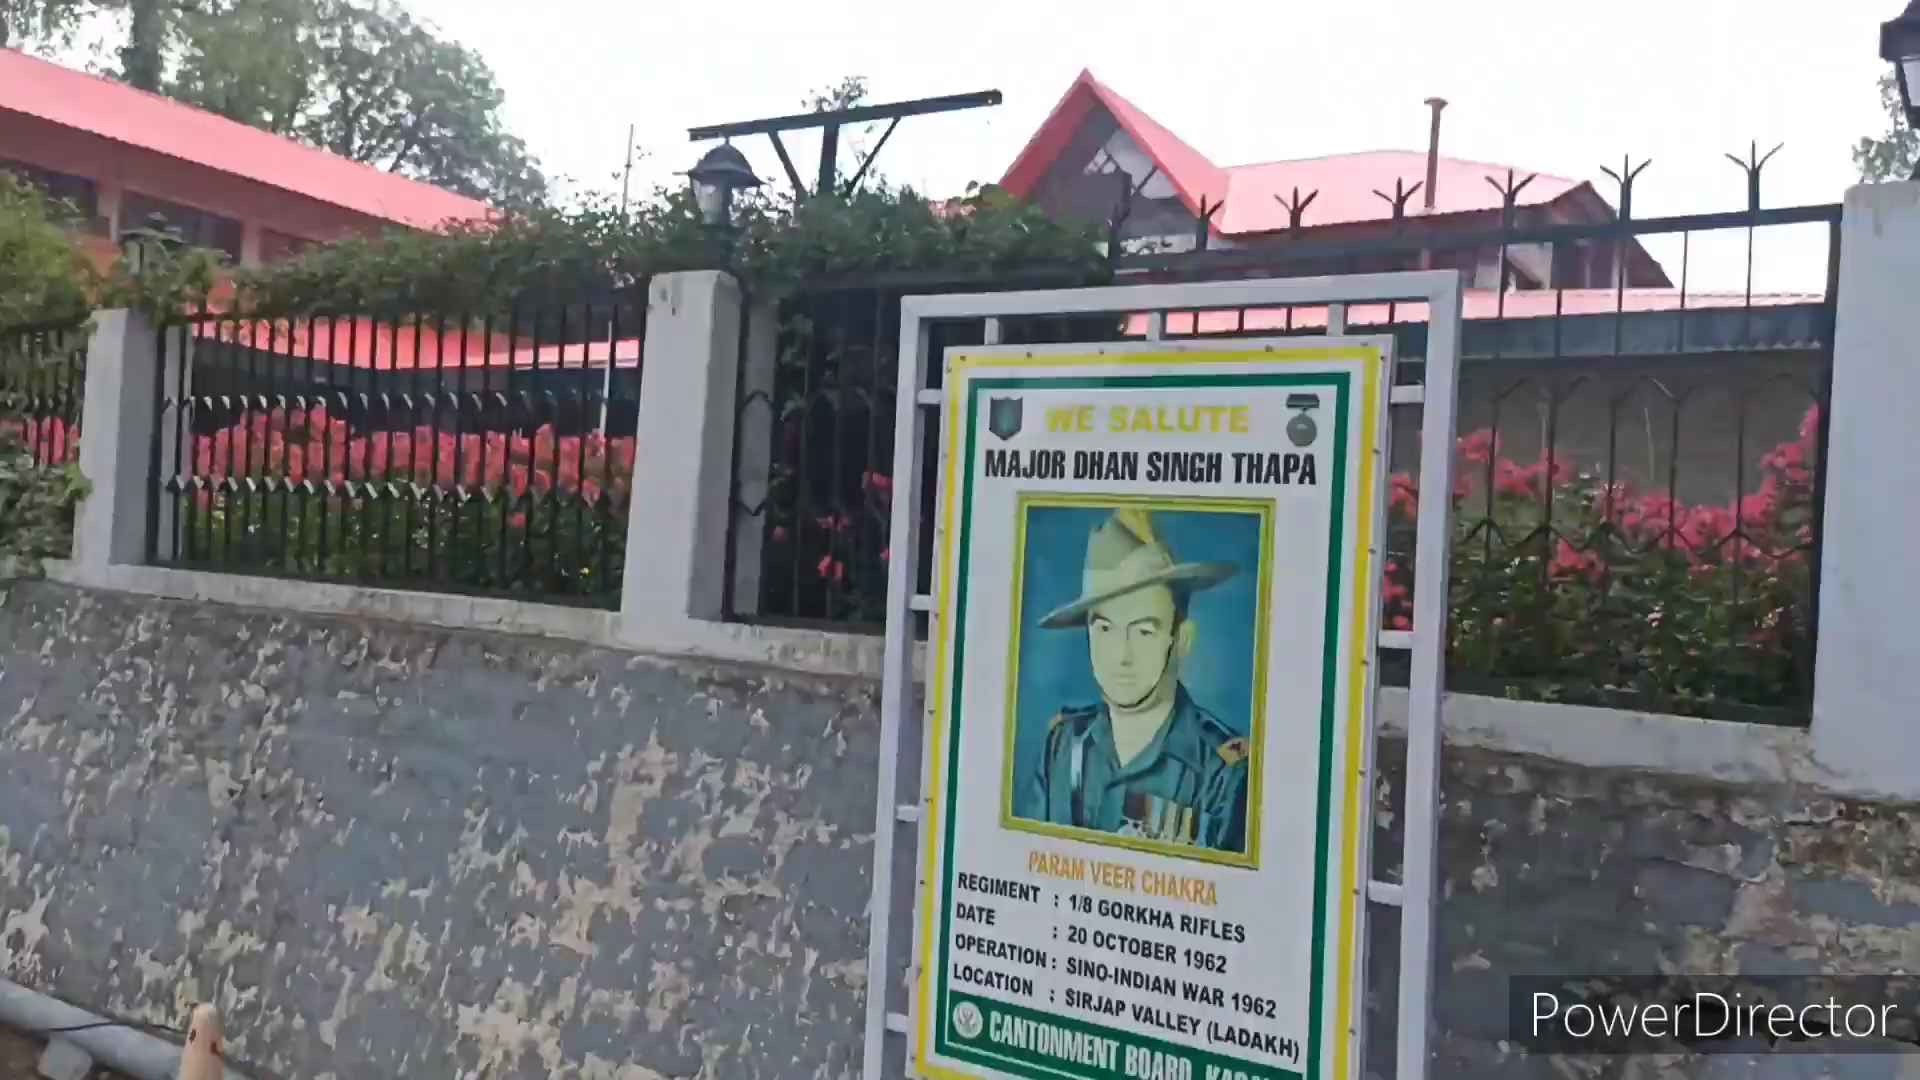 WE SALUTE
MAJOR DHAN SINGH THAPA
PARAM VEER CHAKRA
REGIMENT : 1/8 GORKHA RIFLES
DATE : 20 OCTOBER 1962
OPERATION : SINO-INDIAN WAR 1962
LOCATION : SIRJAP VALLEY (LADAKH)
CANTONMENT BOARD,
PowerDirector